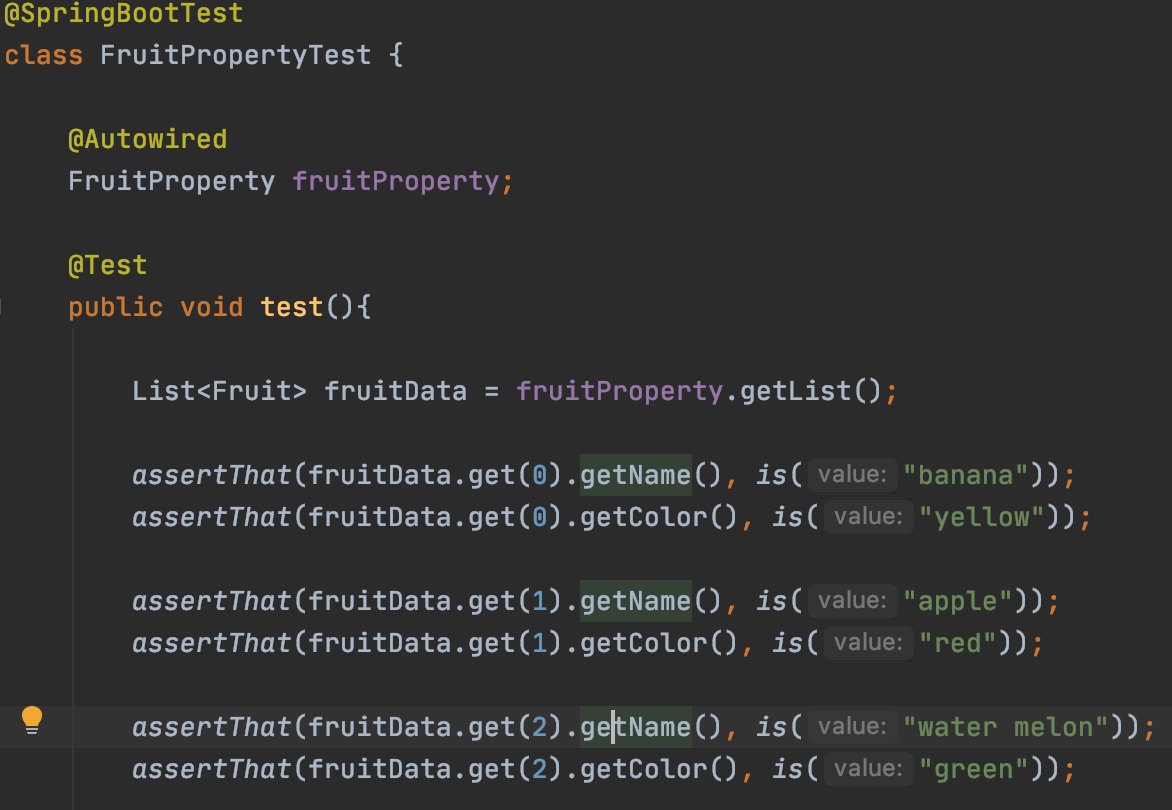 @SpringBootTest
class FruitPropertyTest {
@Autowired
FruitProperty fruitProperty;
@Test
public void test(){
List<Fruit> fruitData = fruitProperty.getList();
assertThat(fruitData.get(0).getName(), is( value: "banana"));
assertThat(fruitData.get(0).getColor(), is( value: "yellow"));
assertThat(fruitData.get(1).getName(), is( value: "apple"));
assertThat(fruitData.get(1).getColor(), is( value: "red"));
assertThat(fruitData.get(2).getName(), is( value: "water melon"));
assertThat(fruitData.get(2).getColor(), is( value: "green"));